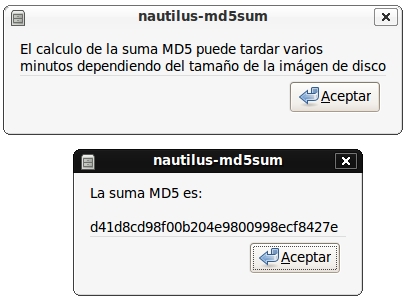 nautilus-md5sum
El calculo de la suma MD5 puede tardar varios
minutos dependiendo del tamaño de la imágen de disco
Aceptar
nautilus-md5sum
La suma MD5 es:
d41d8cd98f00b204e9800998ecf8427e
Aceptar